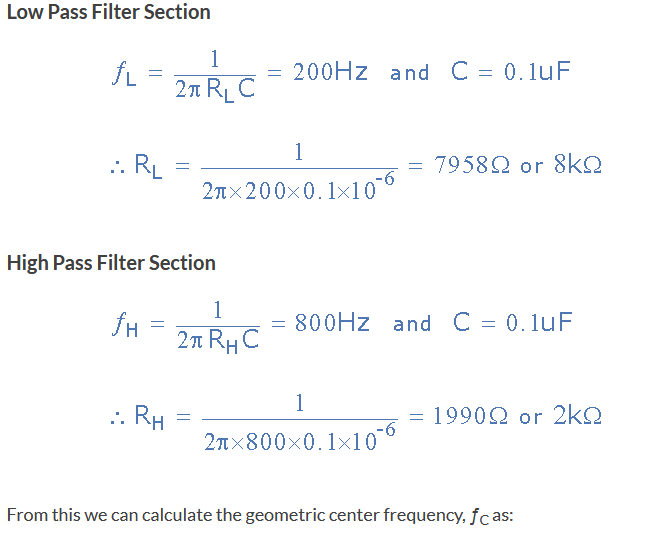 Low Pass Filter Section
fL = 1 / 2π RL C = 200Hz and C = 0.1uF
∴ RL = 1 / 2π×200×0.1×10^-6 = 7958Ω or 8kΩ
High Pass Filter Section
fH = 1 / 2π RH C = 800Hz and C = 0.1uF
∴ RH = 1 / 2π×800×0.1×10^-6 = 1990Ω or 2kΩ
From this we can calculate the geometric center frequency, ƒC as: